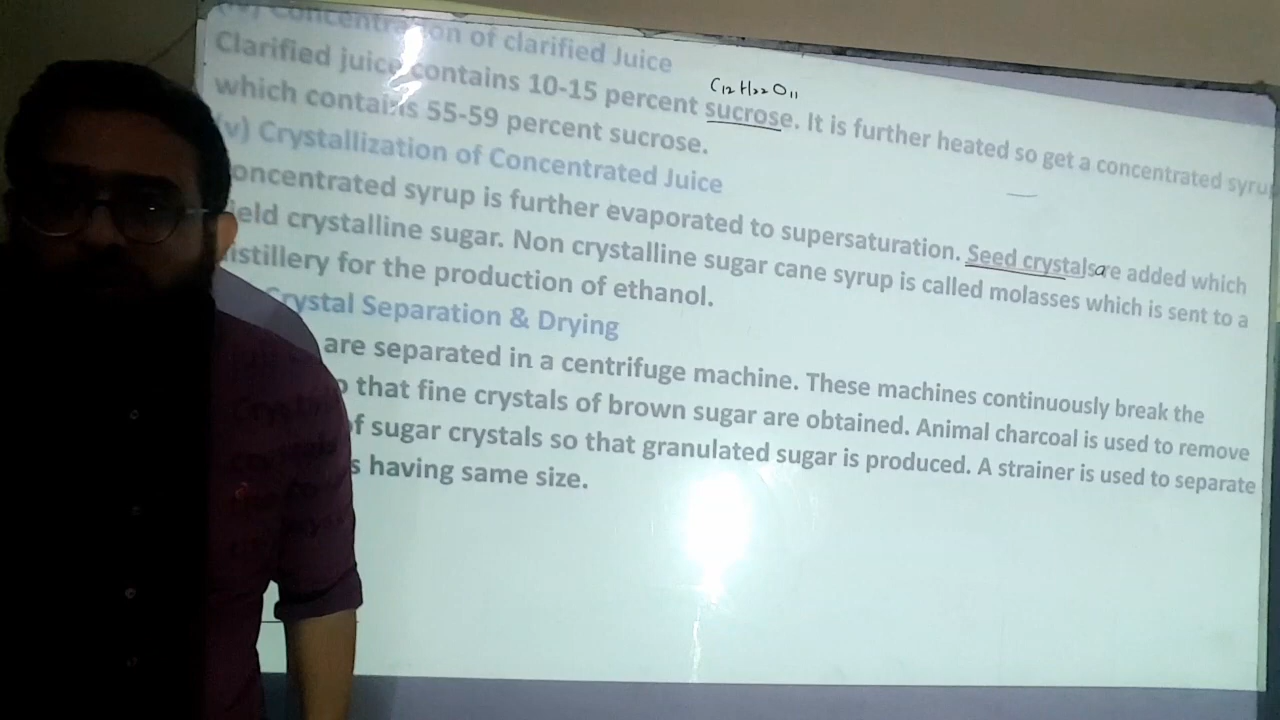 (iv) Concentration of clarified Juice
C12H22O11
Clarified juice contains 10-15 percent sucrose. It is further heated so get a concentrated syru
which contains 55-59 percent sucrose.
(v) Crystallization of Concentrated Juice
oncentrated syrup is further evaporated to supersaturation. Seed crystals are added which
ield crystalline sugar. Non crystalline sugar cane syrup is called molasses which is sent to a
istillery for the production of ethanol.
Crystal Separation & Drying
are separated in a centrifuge machine. These machines continuously break the
that fine crystals of brown sugar are obtained. Animal charcoal is used to remove
of sugar crystals so that granulated sugar is produced. A strainer is used to separate
s having same size.